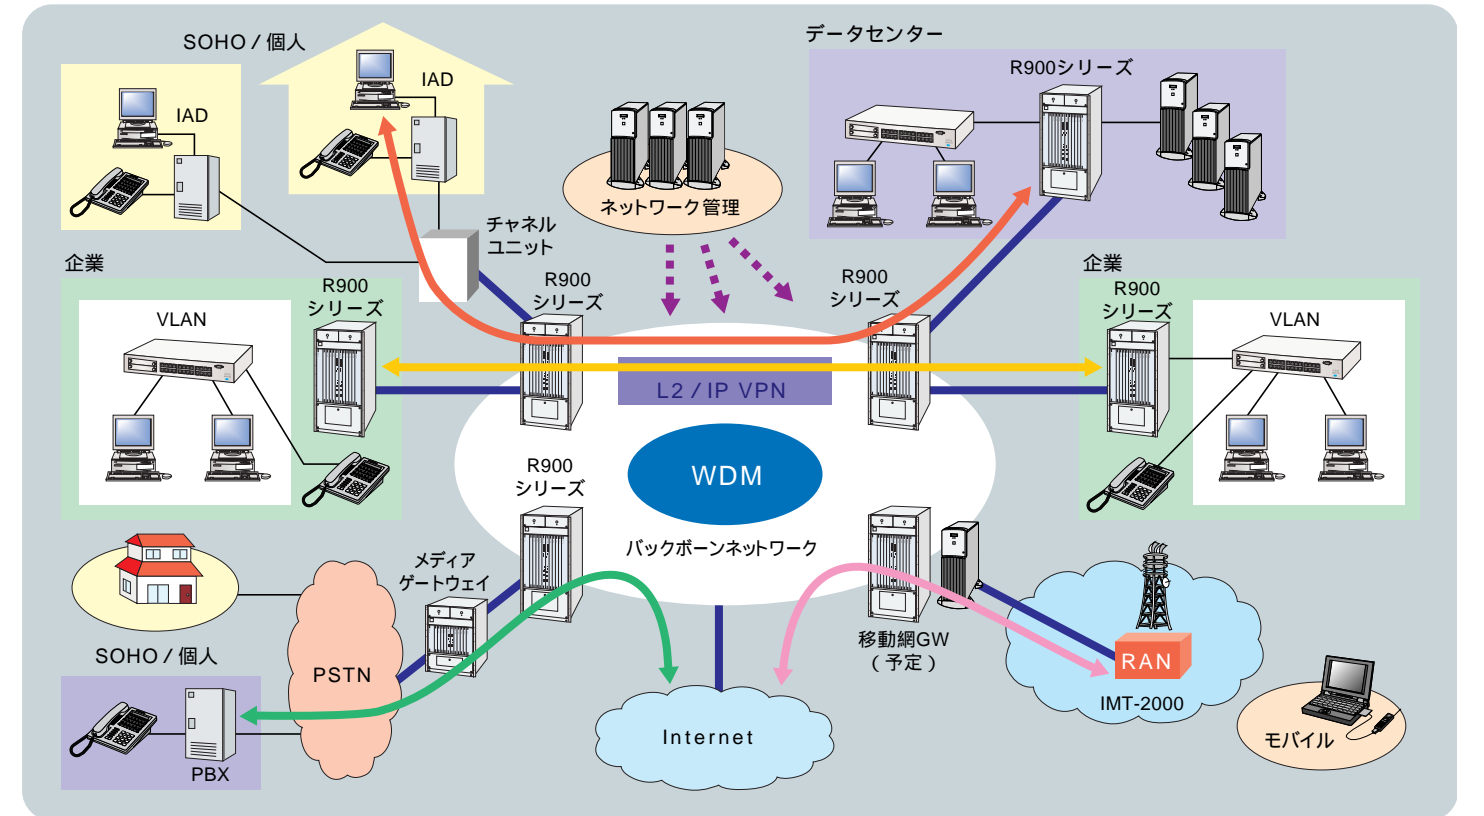 SOHO / 個人
データセンター
IAD
R900シリーズ
IAD
ネットワーク管理
チャネル
ユニット
企業
R900
シリーズ
R900
シリーズ
R900
シリーズ
企業
R900
シリーズ
VLAN
VLAN
L2 / IP VPN
WDM
R900
シリーズ
バックボーンネットワーク
メディア
ゲートウェイ
移動網GW
（予定）
SOHO / 個人
PSTN
RAN
IMT-2000
Internet
モバイル
PBX